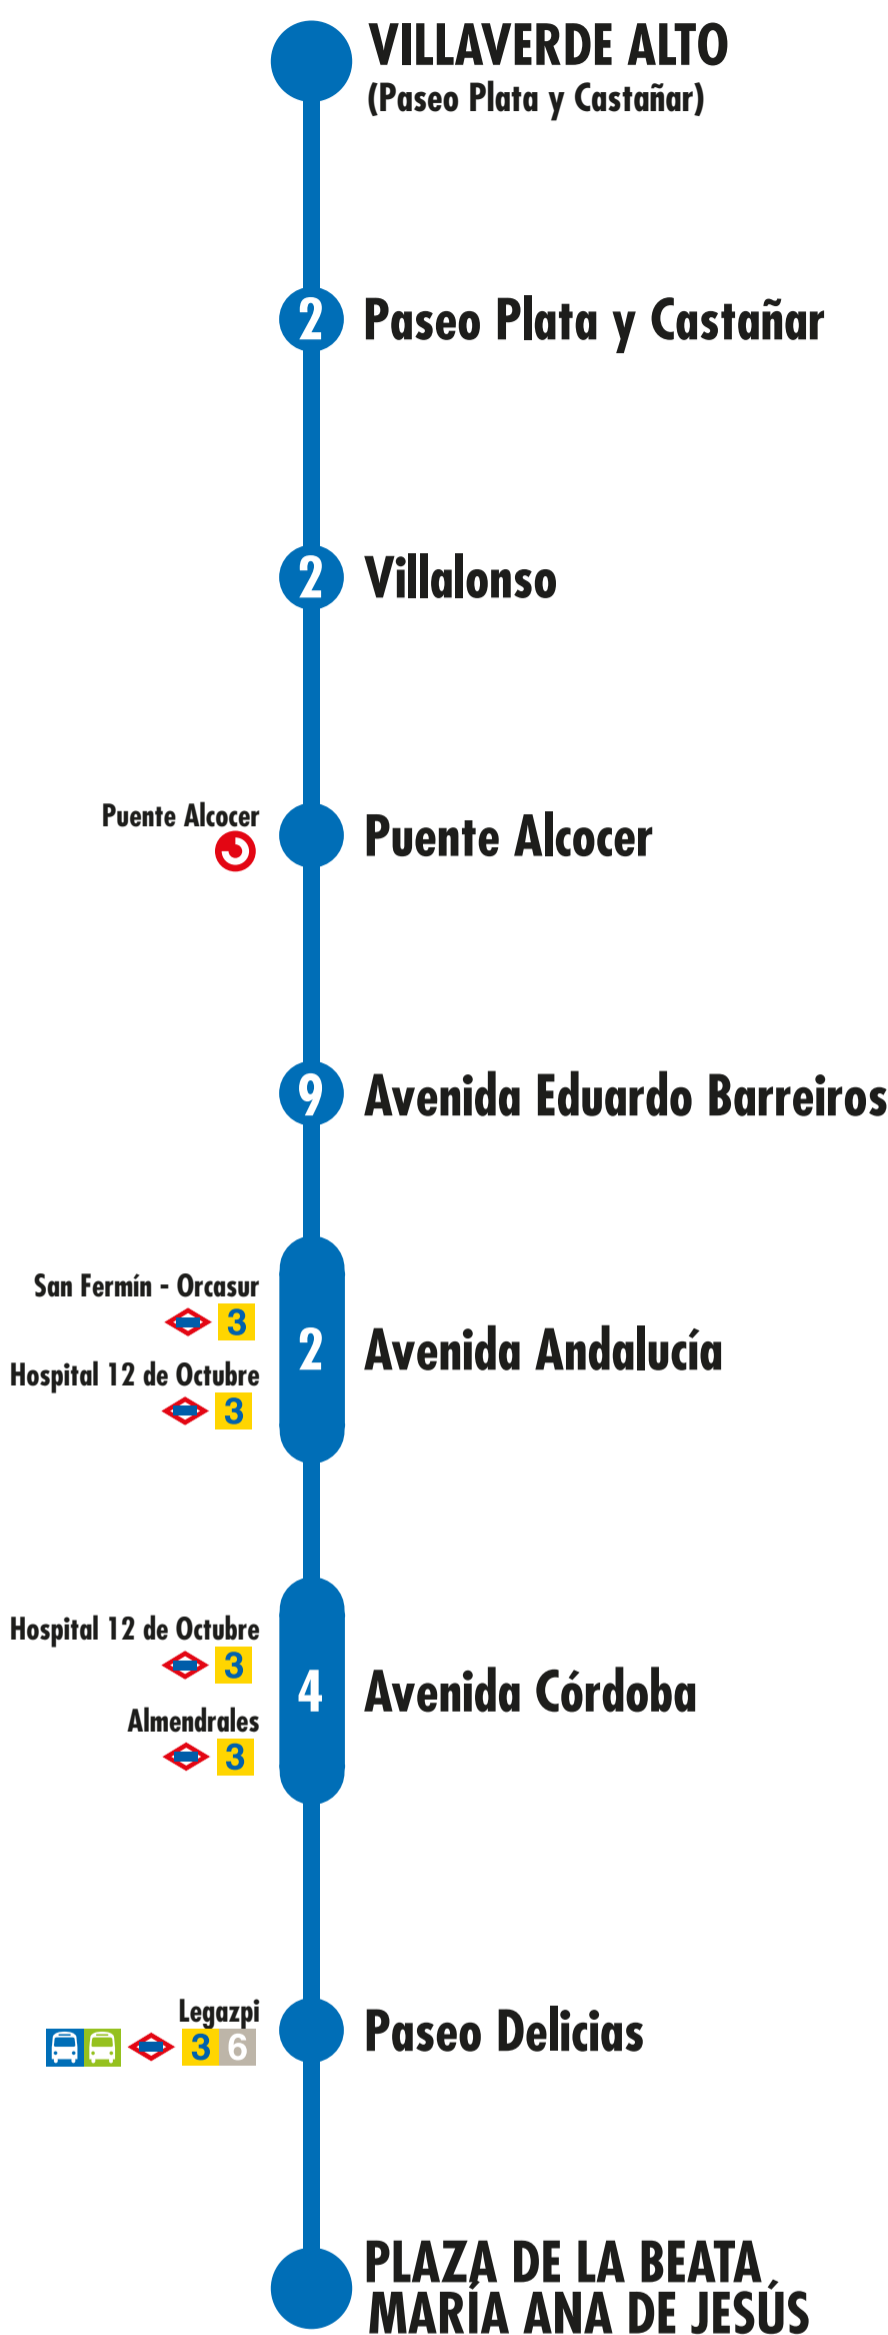 VILLAVERDE ALTO
(Paseo Plata y Castañar)
2 Paseo Plata y Castañar
2 Villalonso
Puente Alcocer
Puente Alcocer
9 Avenida Eduardo Barreiros
San Fermín - Orcasur
3
Hospital 12 de Octubre
3
2 Avenida Andalucía
Hospital 12 de Octubre
3
Almendrales
3
4 Avenida Córdoba
Legazpi
3 6
Paseo Delicias
PLAZA DE LA BEATA
MARÍA ANA DE JESÚS